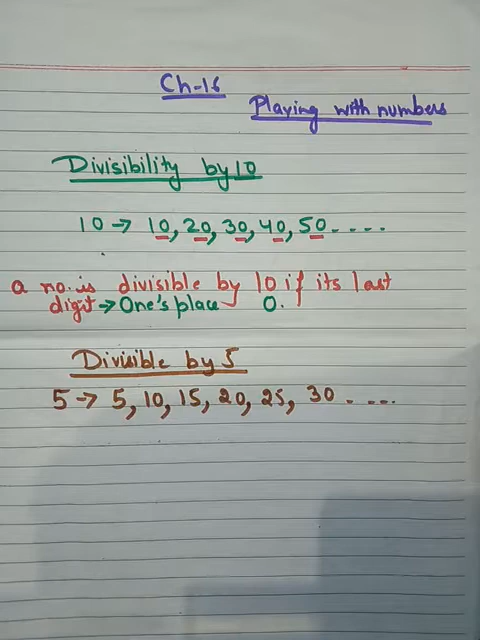 Ch-16
Playing with numbers
Divisibility by 10
10 → 10, 20, 30, 40, 50.....
a no. is divisible by 10 if its last
digit → One's place 0.
Divisible by 5
5 → 5, 10, 15, 20, 25, 30 . ....